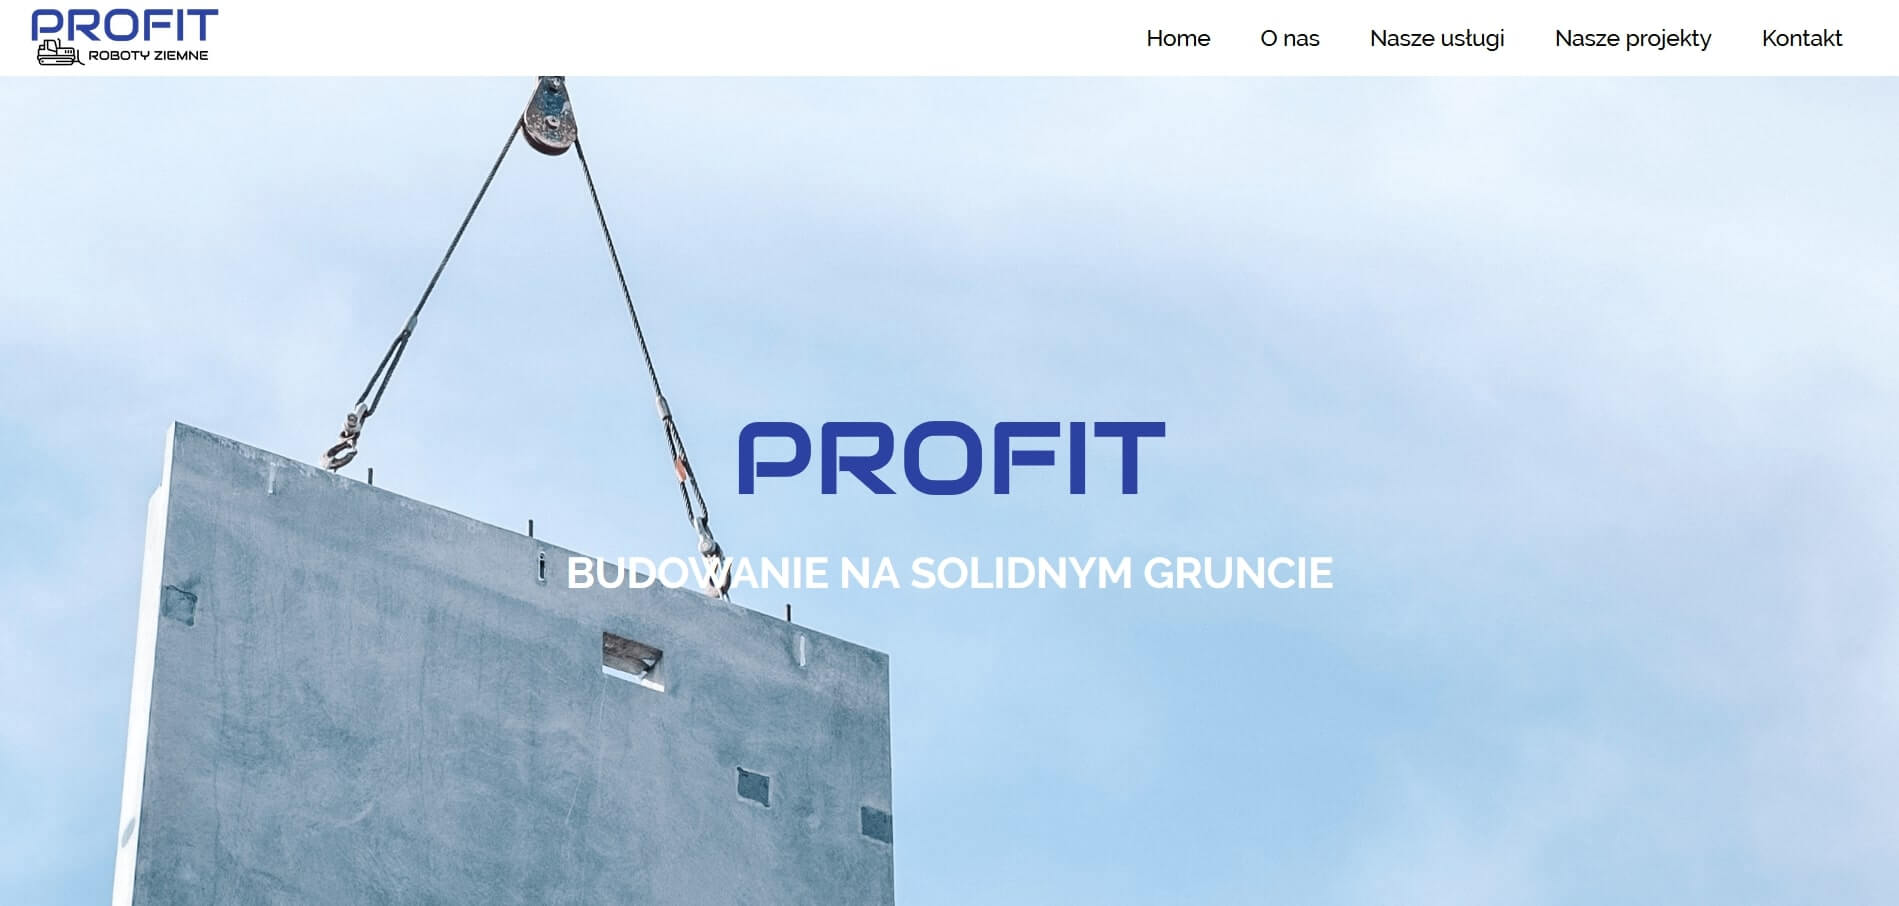 PROFIT
ROBOTY ZIEMNE
Home
O nas
Nasze usługi
Nasze projekty
Kontakt
PROFIT
BUDOWANIE NA SOLIDNYM GRUNCIE